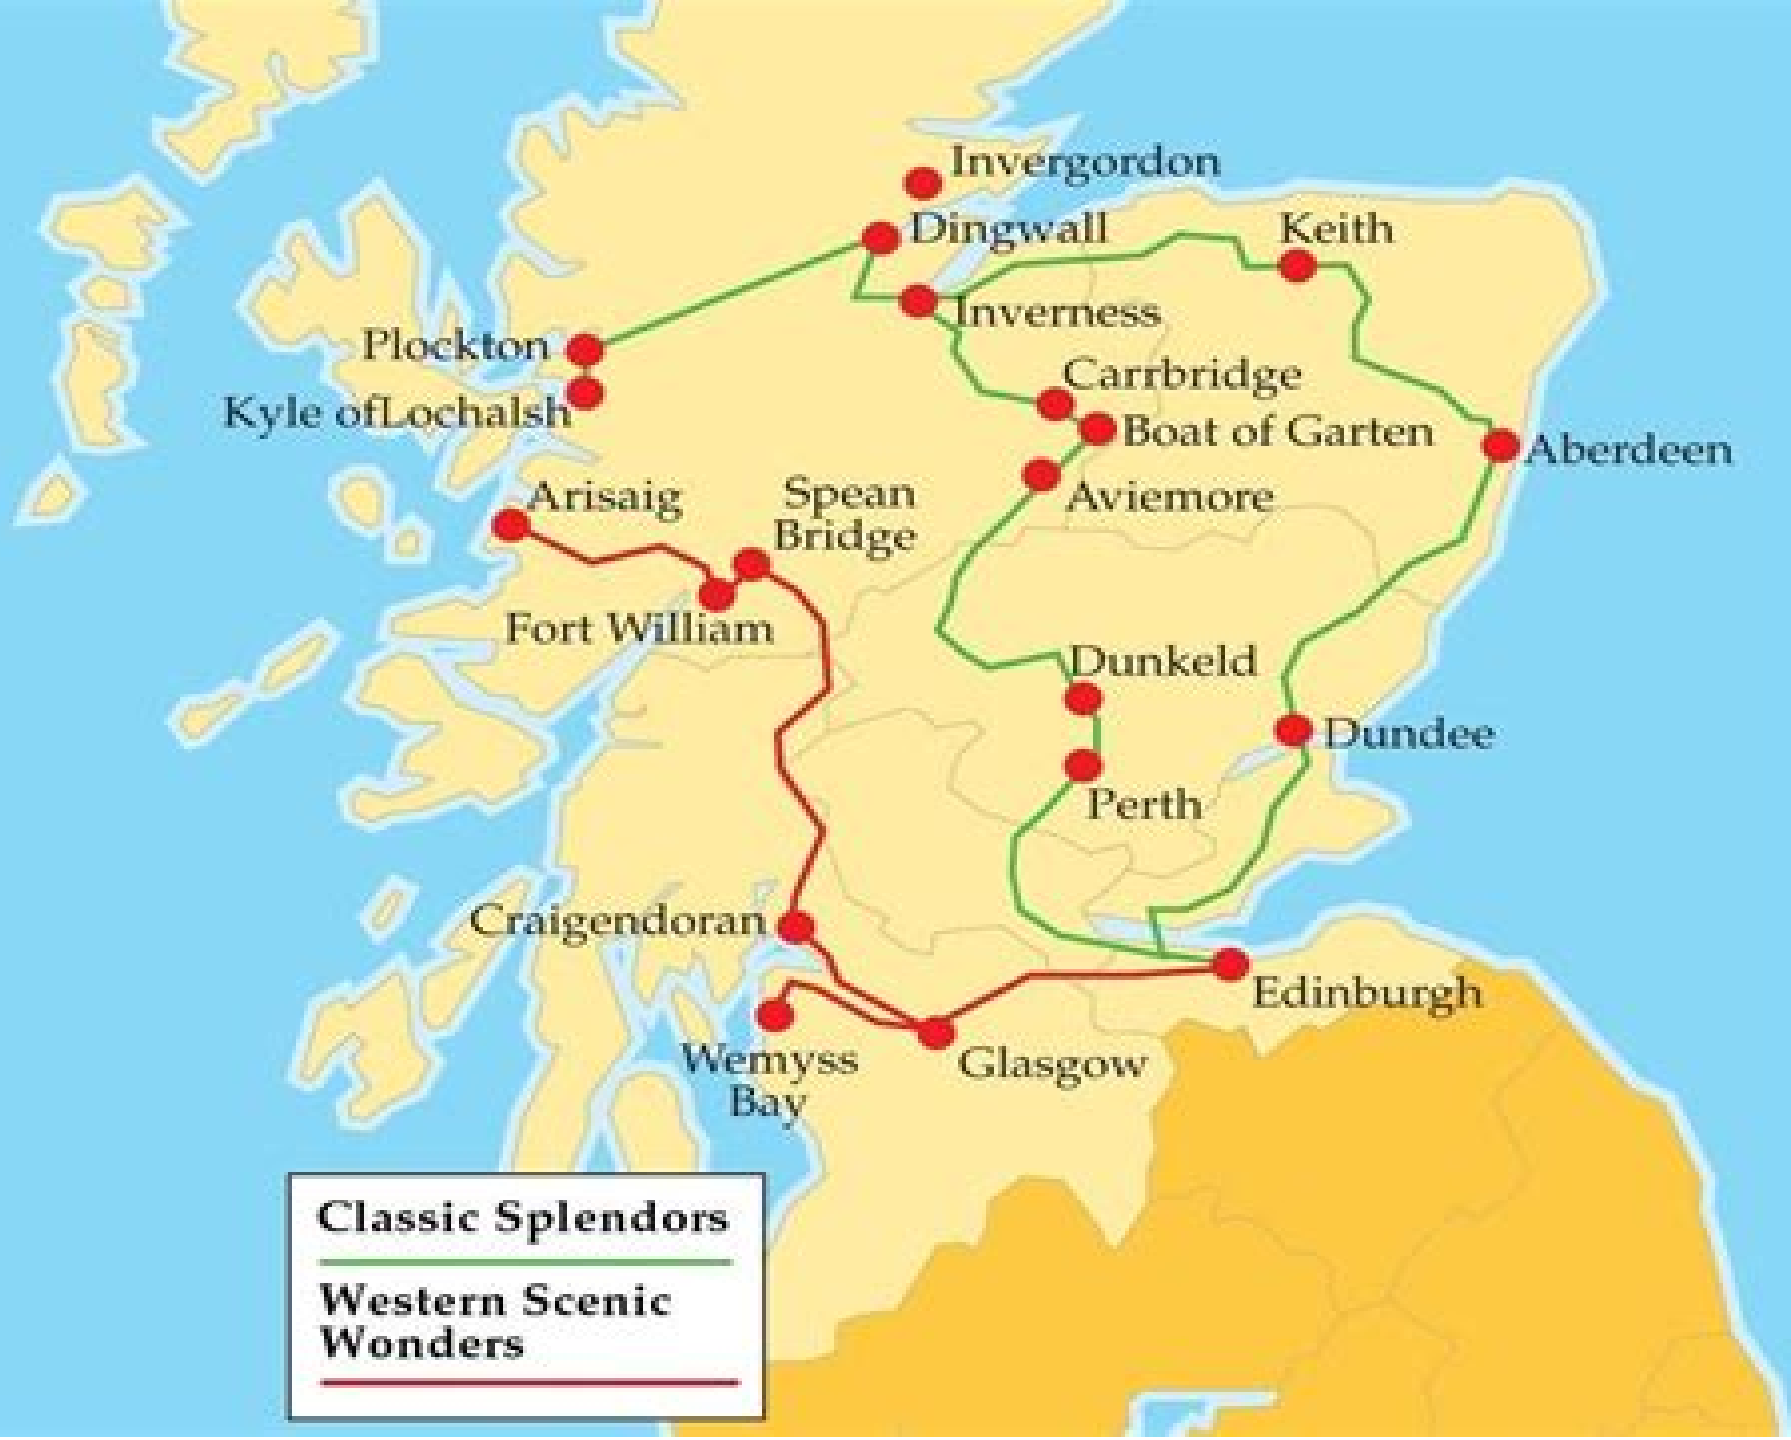 Invergordon
Dingwall
Keith
Inverness
Plockton
Carrbridge
Kyle ofLochalsh
Boat of Garten
Aberdeen
Arisaig
Spean
Bridge
Aviemore
Fort William
Dunkeld
Dundee
Perth
Craigendoran
Edinburgh
Wemyss
Bay
Glasgow
Classic Splendors
Western Scenic
Wonders